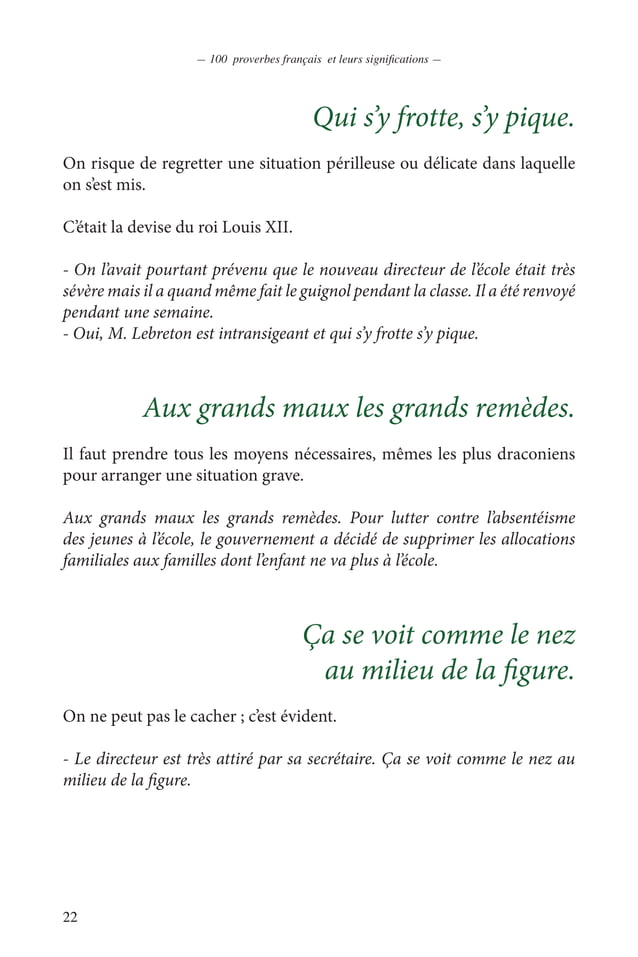 — 100 proverbes français et leurs significations —
Qui s’y frotte, s’y pique.
On risque de regretter une situation périlleuse ou délicate dans laquelle
on s’est mis.
C’était la devise du roi Louis XII.
- On l’avait pourtant prévenu que le nouveau directeur de l’école était très
sévère mais il a quand même fait le guignol pendant la classe. Il a été renvoyé
pendant une semaine.
- Oui, M. Lebreton est intransigeant et qui s’y frotte s’y pique.
Aux grands maux les grands remèdes.
Il faut prendre tous les moyens nécessaires, mêmes les plus draconiens
pour arranger une situation grave.
Aux grands maux les grands remèdes. Pour lutter contre l’absentéisme
des jeunes à l’école, le gouvernement a décidé de supprimer les allocations
familiales aux familles dont l’enfant ne va plus à l’école.
Ça se voit comme le nez
au milieu de la figure.
On ne peut pas le cacher ; c’est évident.
- Le directeur est très attiré par sa secrétaire. Ça se voit comme le nez au
milieu de la figure.
22